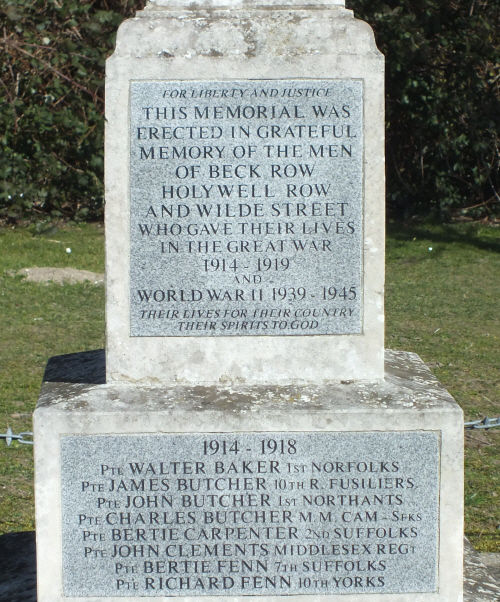 FOR LIBERTY AND JUSTICE
THIS MEMORIAL WAS
ERECTED IN GRATEFUL
MEMORY OF THE MEN
OF BECK ROW
HOLYWELL ROW
AND WILDE STREET
WHO GAVE THEIR LIVES
IN THE GREAT WAR
1914 - 1919
AND
WORLD WAR II 1939 - 1945
THEIR LIVES FOR THEIR COUNTRY
THEIR SPIRITS TO GOD
1914 - 1918
PTE WALTER BAKER 1ST NORFOLKS
PTE JAMES BUTCHER 10TH R. FUSILIERS
PTE JOHN BUTCHER 1ST NORTHANTS
PTE CHARLES BUTCHER M.M. CAM - SFKS
PTE BERTIE CARPENTER 2ND SUFFOLKS
PTE JOHN CLEMENTS MIDDLESEX REGT
PTE BERTIE FENN 7TH SUFFOLKS
PTE RICHARD FENN 10TH YORKS